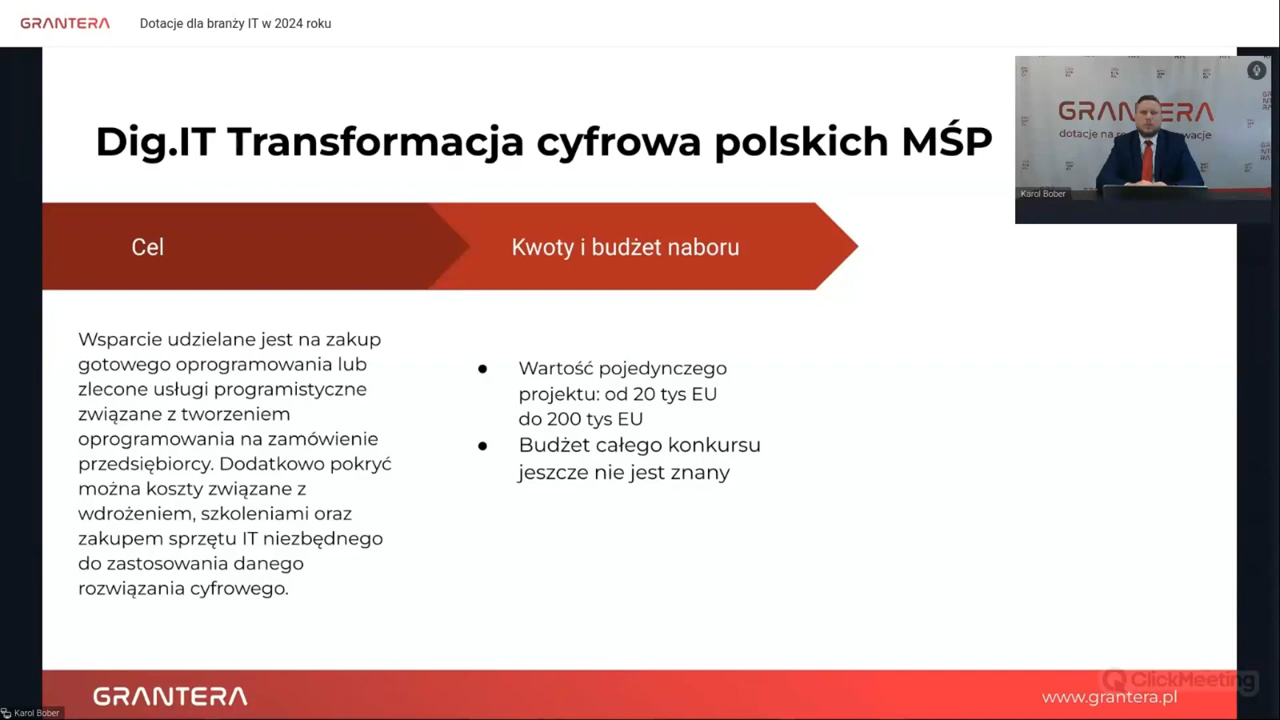 GRANTERA
Dotacje dla branży IT w 2024 roku
Dig.IT Transformacja cyfrowa polskich MŚP
GRANTERA
Karol Bober
Cel
Kwoty i budżet naboru
Wsparcie udzielane jest na zakup
gotowego oprogramowania lub
zlecone usługi programistyczne
związane z tworzeniem
oprogramowania na zamówienie
przedsiębiorcy. Dodatkowo pokryć
można koszty związane z
wdrożeniem, szkoleniami oraz
zakupem sprzętu IT niezbędnego
do zastosowania danego
rozwiązania cyfrowego.
● Wartość pojedynczego
projektu: od 20 tys EU
do 200 tys EU
● Budżet całego konkursu
jeszcze nie jest znany
GRANTERA
ClickMeeting
www.grantera.pl
Karol Bober